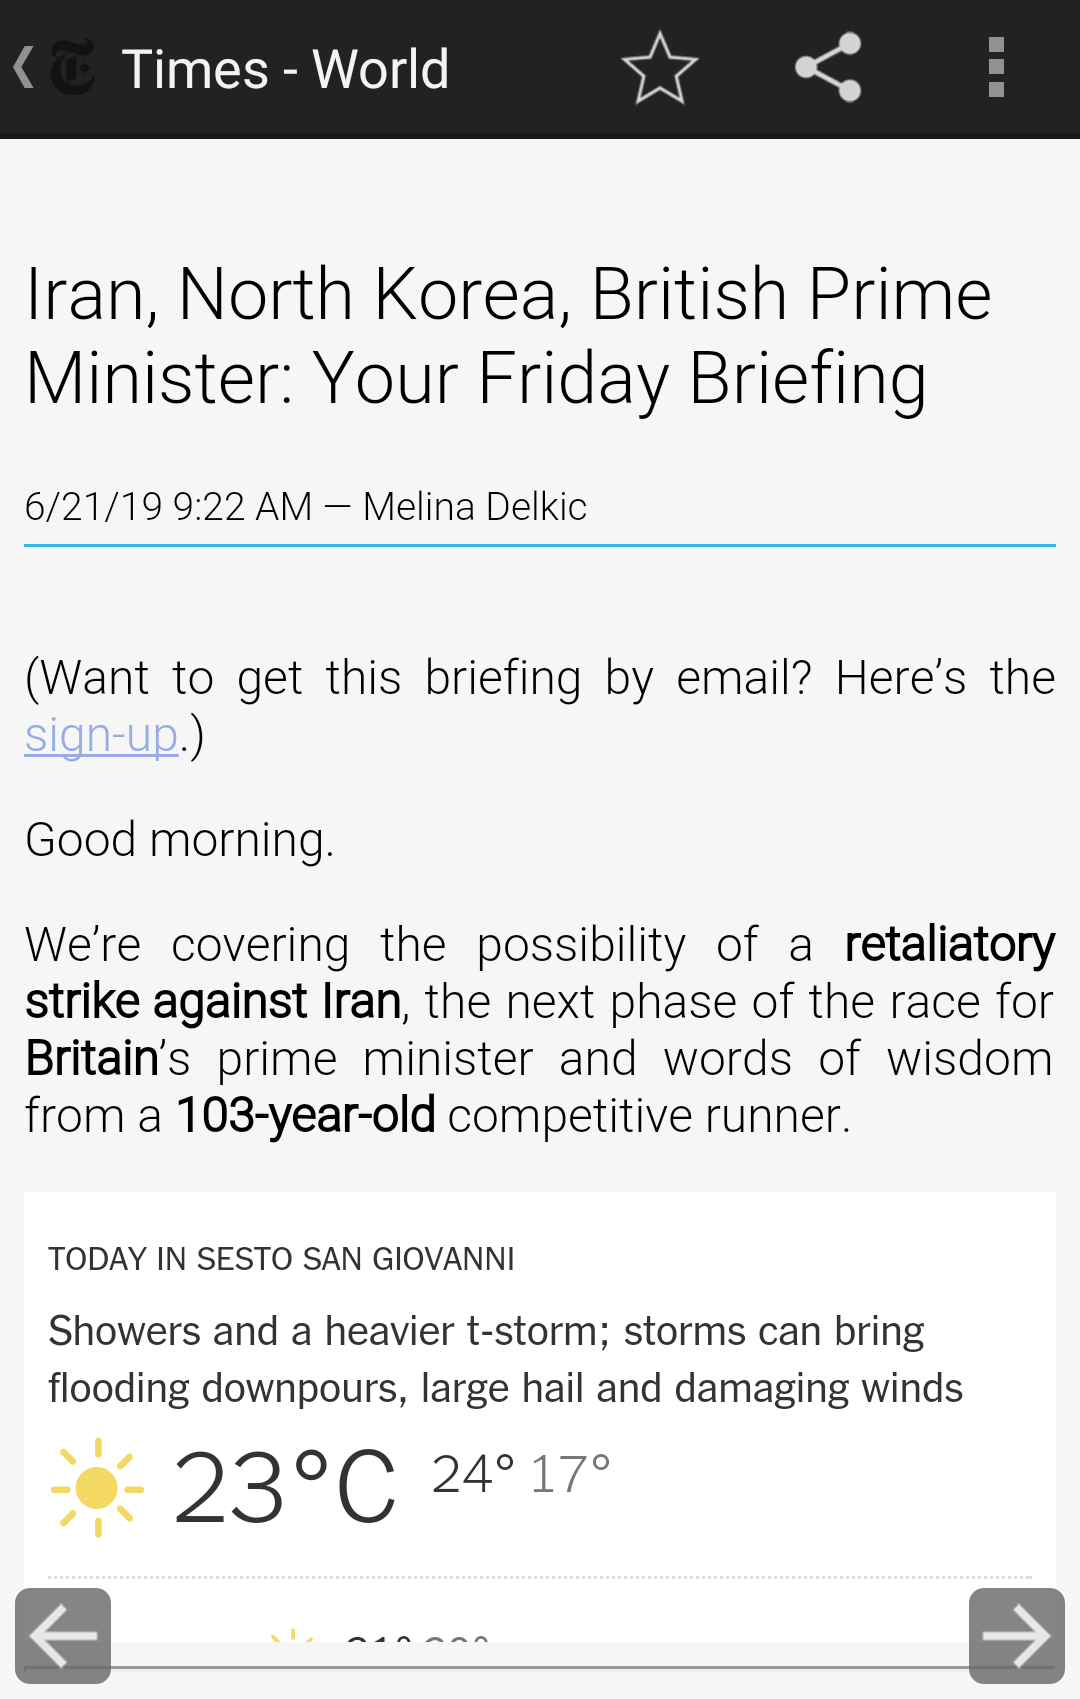 Times - World
Iran, North Korea, British Prime
Minister: Your Friday Briefing
6/21/19 9:22 AM — Melina Delkic
(Want to get this briefing by email? Here’s the
sign-up.)
Good morning.
We’re covering the possibility of a retaliatory
strike against Iran, the next phase of the race for
Britain’s prime minister and words of wisdom
from a 103-year-old competitive runner.
TODAY IN SESTO SAN GIOVANNI
Showers and a heavier t-storm; storms can bring
flooding downpours, large hail and damaging winds
23°C 24° 17°